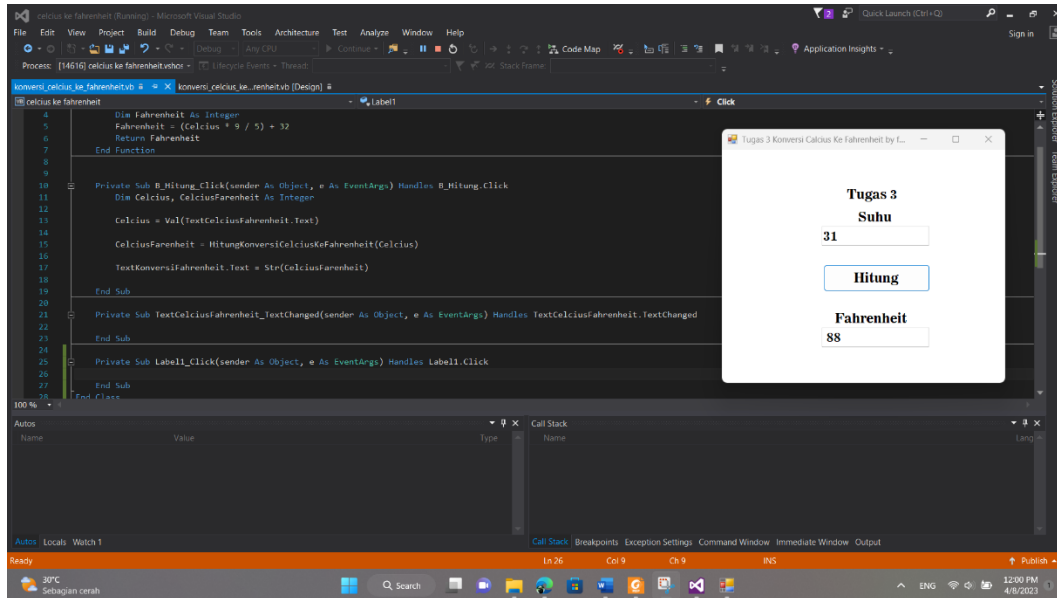 celcius ke fahrenheit (Running) - Microsoft Visual Studio
2
Quick Launch (Ctrl+Q)
File Edit View Project Build Debug Team Tools Architecture Test Analyze Window Help
Sign in
Debug Any CPU Continue Code Map Application Insights
Process: [14616] celcius ke fahrenheit.vshos Lifecycle Events Thread: Stack Frame:
konversi_celcius_ke_fahrenheit.vb konversi_celcius_ke...renheit.vb [Design]
celcius ke fahrenheit Label1 Click
4 Dim Fahrenheit As Integer
5 Fahrenheit = (Celcius * 9 / 5) + 32
6 Return Fahrenheit
7 End Function
8
9
10 Private Sub B_Hitung_Click(sender As Object, e As EventArgs) Handles B_Hitung.Click
11 Dim Celcius, CelciusFarenheit As Integer
12
13 Celcius = Val(TextCelciusFahrenheit.Text)
14
15 CelciusFarenheit = HitungKonversiCelciusKeFahrenheit(Celcius)
16
17 TextKonversiFahrenheit.Text = Str(CelciusFarenheit)
18
19 End Sub
20
21 Private Sub TextCelciusFahrenheit_TextChanged(sender As Object, e As EventArgs) Handles TextCelciusFahrenheit.TextChanged
22
23 End Sub
24
25 Private Sub Label1_Click(sender As Object, e As EventArgs) Handles Label1.Click
26
27 End Sub
28 End Class
100 %
Tugas 3 Konversi Calcius Ke Fahrenheit by f...
Tugas 3
Suhu
31
Hitung
Fahrenheit
88
Solution Explorer
Team Explorer
Autos
Name Value Type
Call Stack
Name Lang
Autos Locals Watch 1
Call Stack Breakpoints Exception Settings Command Window Immediate Window Output
Ready Ln 26 Col 9 Ch 9 INS Publish
30°C
Sebagian cerah
Search
ENG
12:00 PM
4/8/2023
1